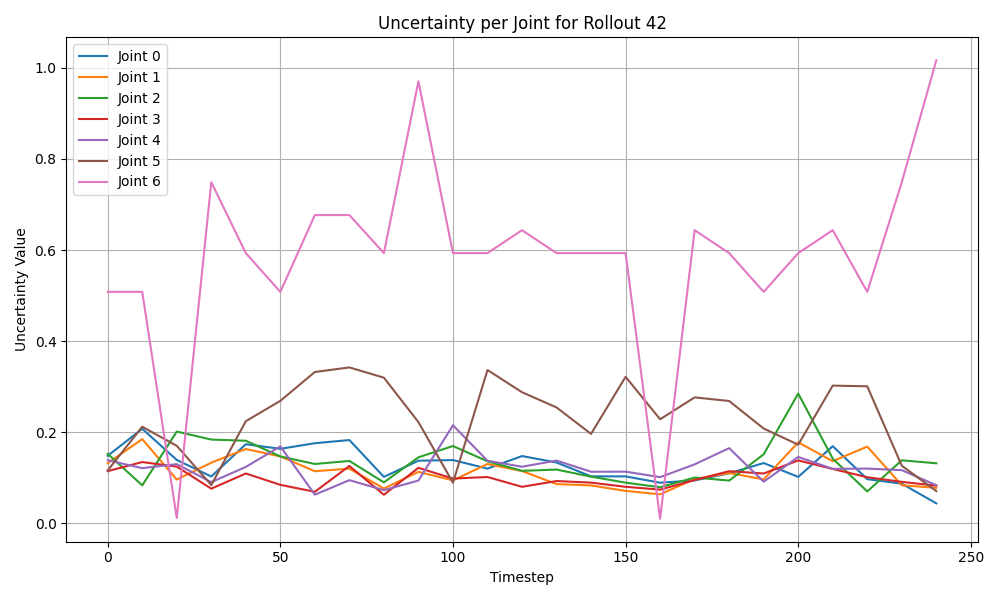 Uncertainty per Joint for Rollout 42
Joint 0
Joint 1
Joint 2
Joint 3
Joint 4
Joint 5
Joint 6
Uncertainty Value
1.0
0.8
0.6
0.4
0.2
0.0
0
50
100
150
200
250
Timestep